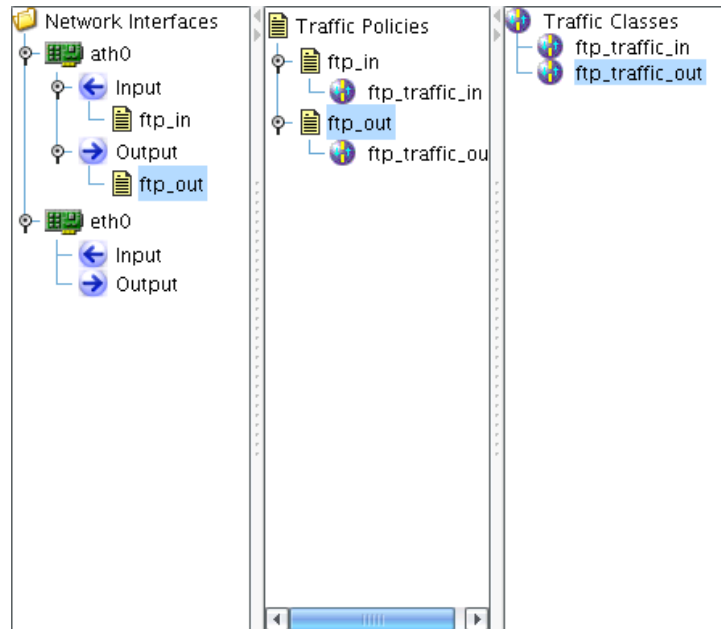 Network Interfaces
ath0
Input
ftp_in
Output
ftp_out
eth0
Input
Output
Traffic Policies
ftp_in
ftp_traffic_in
ftp_out
ftp_traffic_ou
Traffic Classes
ftp_traffic_in
ftp_traffic_out